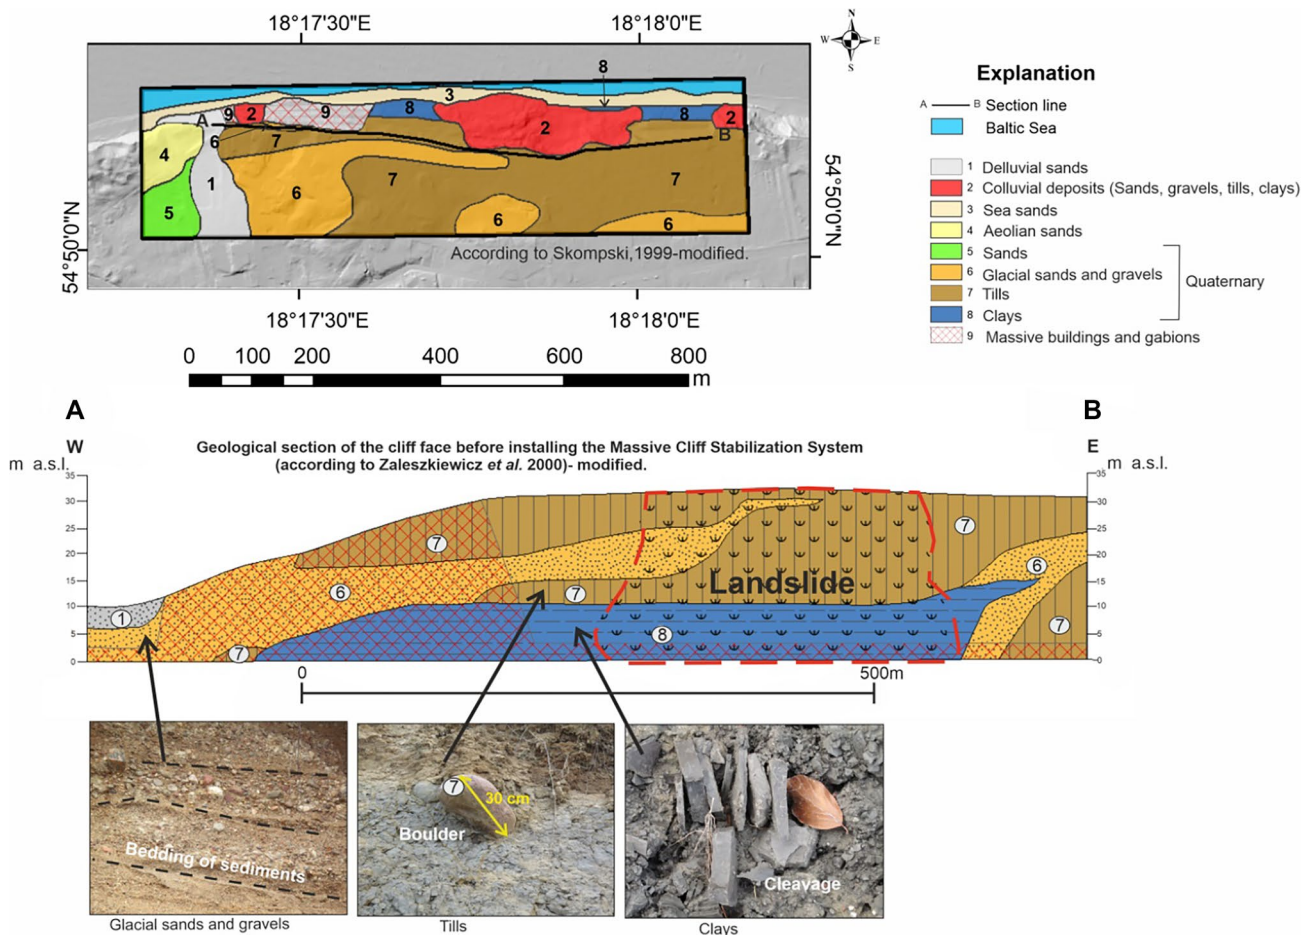 18°17'30"E
18°18'0"E
N
W
E
S
8
3
9
2
9
8
8
2
A
2
B
6
7
4
7
7
1
6
5
6
6
54°50'0"N
54°50'0"N
According to Skompski,1999-modified.
18°17'30"E
18°18'0"E
0 100 200 400 600 800
m
Explanation
A B Section line
Baltic Sea
1 Delluvial sands
2 Colluvial deposits (Sands, gravels, tills, clays)
3 Sea sands
4 Aeolian sands
5 Sands
6 Glacial sands and gravels
7 Tills
8 Clays
Quaternary
9 Massive buildings and gabions
A
B
W
E
Geological section of the cliff face before installing the Massive Cliff Stabilization System
(according to Zaleszkiewicz et al. 2000)- modified.
m a.s.l.
m a.s.l.
35
30
25
20
15
10
5
0
35
30
25
20
15
10
5
0
7
7
6
6
Landslide
7
1
7
8
7
0
500m
7
30 cm
Boulder
Bedding of sediments
Cleavage
Glacial sands and gravels
Tills
Clays